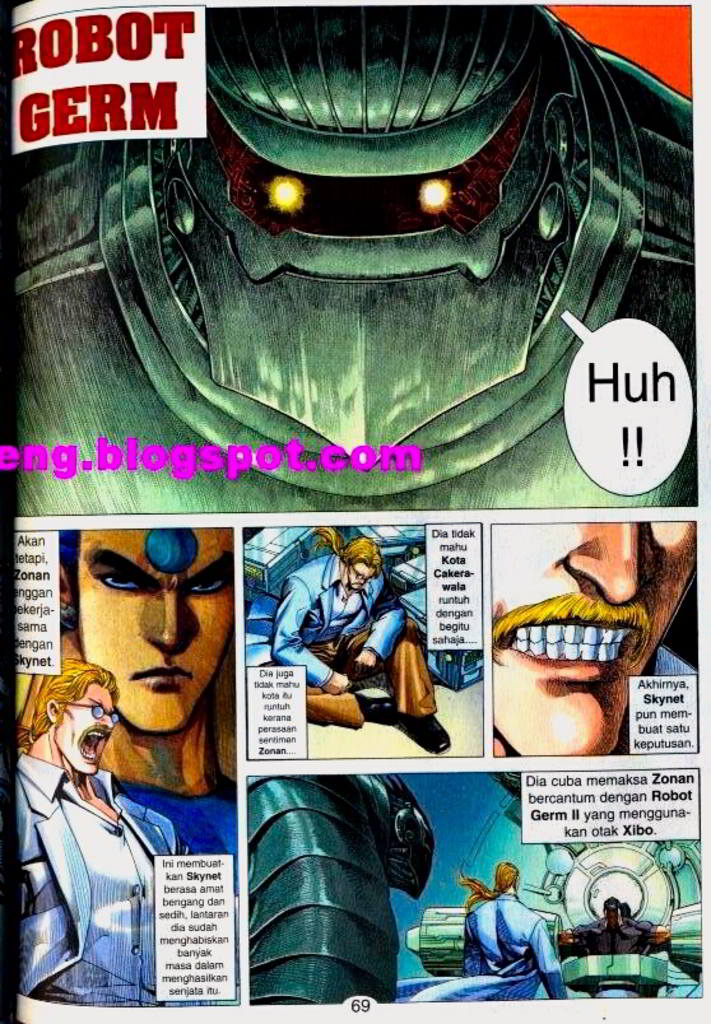 ROBOT
GERM
Huh
!!
eng.blogspot.com
Akan
tetapi,
Zonan
enggan
bekerja-
sama
dengan
Skynet.
Ini membuat-
kan Skynet
berasa amat
bengang dan
sedih, lantaran
dia sudah
menghabiskan
banyak
masa dalam
menghasilkan
senjata itu.
Dia tidak
mahu
Kota
Cakera-
wala
runtuh
dengan
begitu
sahaja....
Dia juga
tidak mahu
kota itu
runtuh
kerana
perasaan
sentimen
Zonan....
Akhirnya,
Skynet
pun mem-
buat satu
keputusan.
Dia cuba memaksa Zonan
bercantum dengan Robot
Germ II yang mengguna-
kan otak Xibo.
69